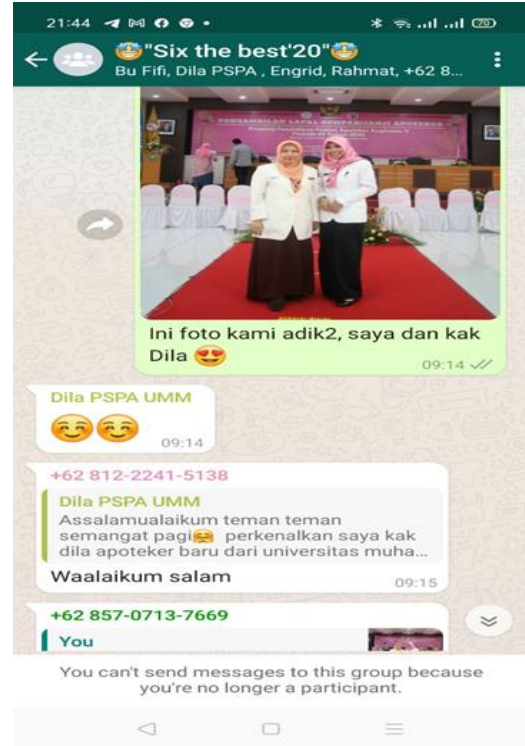 21:44
70
"Six the best'20"
Bu Fifi, Dila PSPA , Engrid, Rahmat, +62 8...
Ini foto kami adik2, saya dan kak
Dila 😍
09:14
Dila PSPA UMM
☺️☺️
09:14
+62 812-2241-5138
Dila PSPA UMM
Assalamualaikum teman teman
semangat pagi🤗 perkenalkan saya kak
dila apoteker baru dari universitas muha...
Waalaikum salam
09:15
+62 857-0713-7669
You
You can't send messages to this group because
you're no longer a participant.